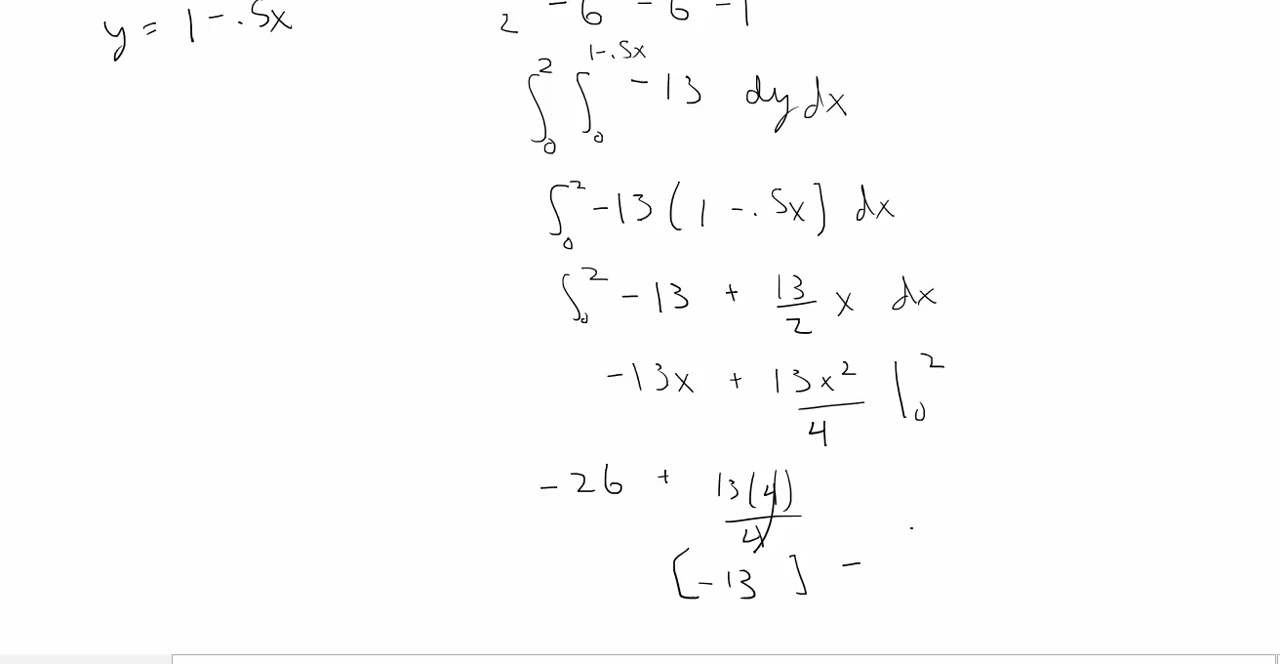 y = 1 - .5x
2 - 6 - 6 - 1
∫₀² ∫₀^(1-.5x) -13 dy dx
∫₀² -13(1 - .5x] dx
∫₀² -13 + 13/2 x dx
-13x + 13x²/4 |₀²
-26 + 13(4)/4
[-13] -